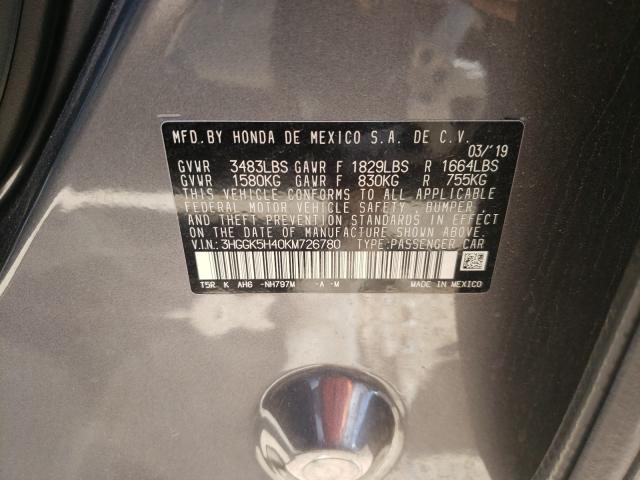 MFD.BY HONDA DE MEXICO S.A. DE C.V.
03/'19
GVWR 3483LBS GAWR F 1829LBS R 1664LBS
GVWR 1580KG GAWR F 830KG R 755KG
THIS VEHICLE CONFORMS TO ALL APPLICABLE
FEDERAL MOTOR VEHICLE SAFETY, BUMPER, AND
THEFT PREVENTION STANDARDS IN EFFECT
ON THE DATE OF MANUFACTURE SHOWN ABOVE.
V.I.N.: 3HGGK5H40KM726780 TYPE:PASSENGER CAR
T5R K AH6 -NH797M -A -M MADE IN MEXICO